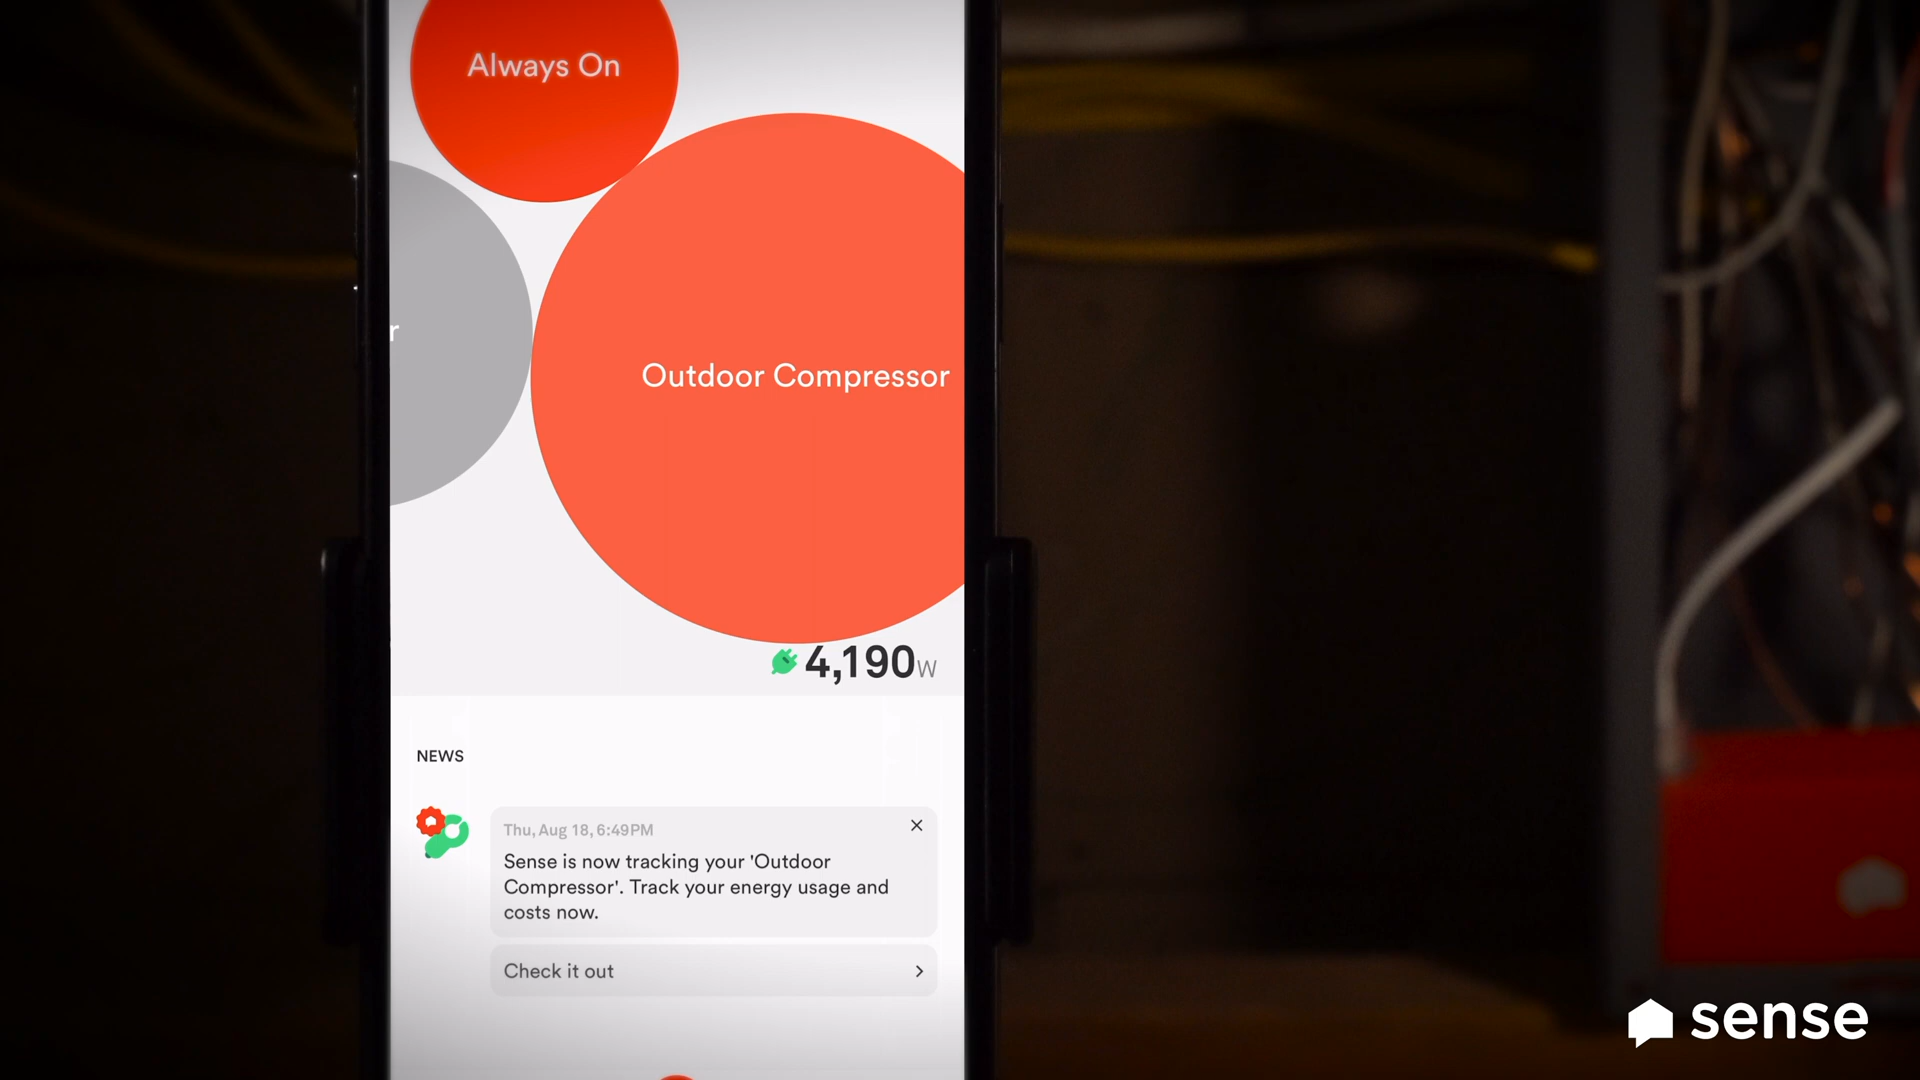 Always On
r
Outdoor Compressor
4,190W
NEWS
Thu, Aug 18, 6:49PM
Sense is now tracking your 'Outdoor
Compressor'. Track your energy usage and
costs now.
Check it out
sense